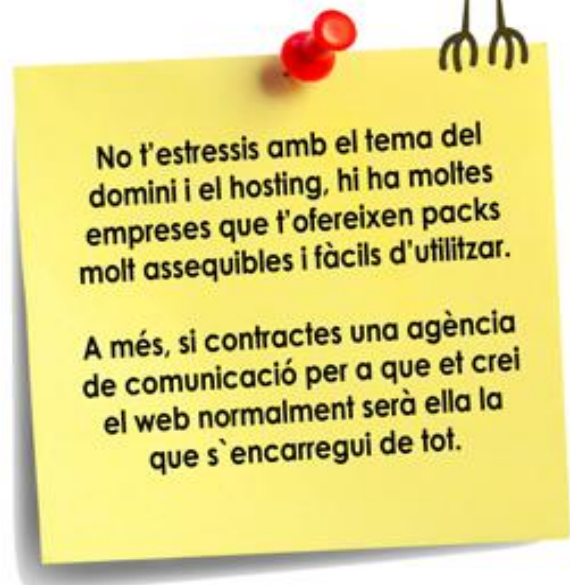 No t'estressis amb el tema del
domini i el hosting, hi ha moltes
empreses que t'ofereixen packs
molt assequibles i fàcils d'utilitzar.
A més, si contractes una agència
de comunicació per a que et crei
el web normalment serà ella la
que s`encarregui de tot.